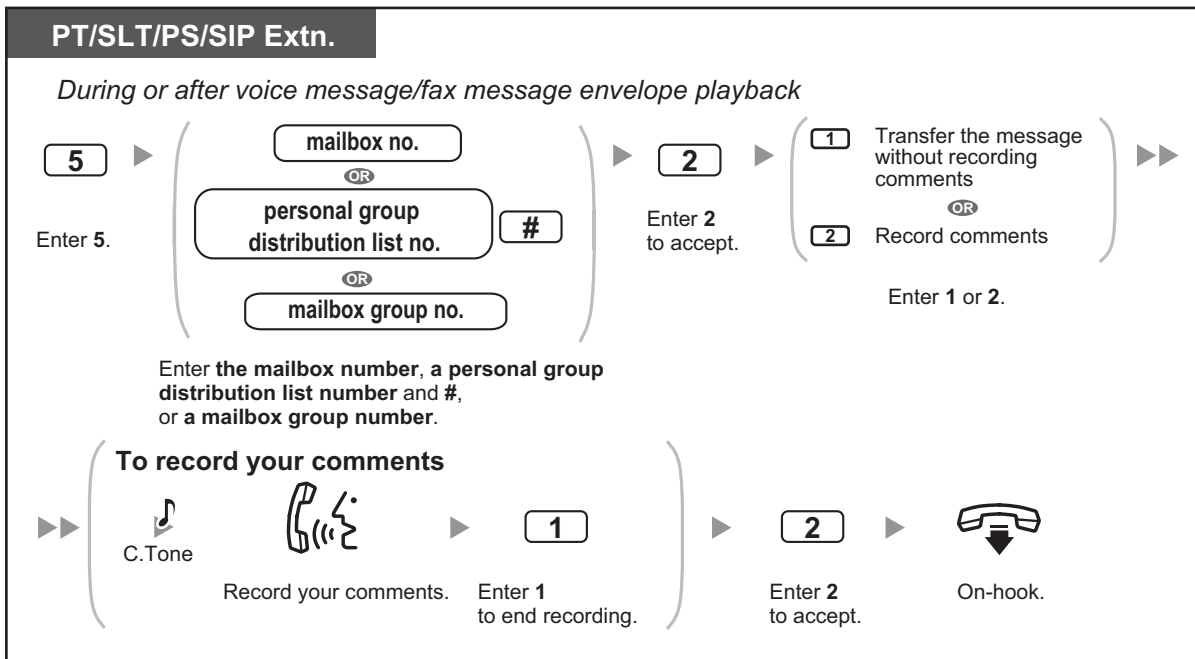 PT/SLT/PS/SIP Extn.
During or after voice message/fax message envelope playback
5
Enter 5.
mailbox no.
OR
personal group
distribution list no.
#
OR
mailbox group no.
Enter the mailbox number, a personal group
distribution list number and #,
or a mailbox group number.
2
Enter 2
to accept.
1 Transfer the message
without recording
comments
OR
2 Record comments
Enter 1 or 2.
To record your comments
C.Tone
Record your comments.
1
Enter 1
to end recording.
2
Enter 2
to accept.
On-hook.